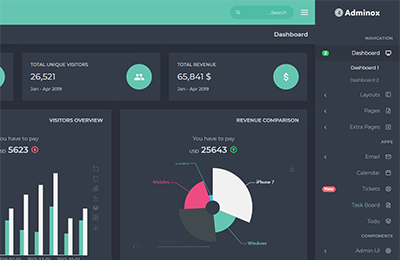 Adminox
Search...
Dashboard
NAVIGATION
Dashboard
Dashboard 1
Dashboard 2
Layouts
Pages
Extra Pages
APPS
Email
Calendar
New
Tickets
Task Board
Todo
COMPONENTS
Admin UI
TOTAL UNIQUE VISITORS
26,521
Jan - Apr 2019
TOTAL REVENUE
65,841 $
Jan - Apr 2019
VISITORS OVERVIEW
You have to pay
USD 5623
REVENUE COMPARISON
You have to pay
USD 25643
Mobiles
iPhone 7
Windows